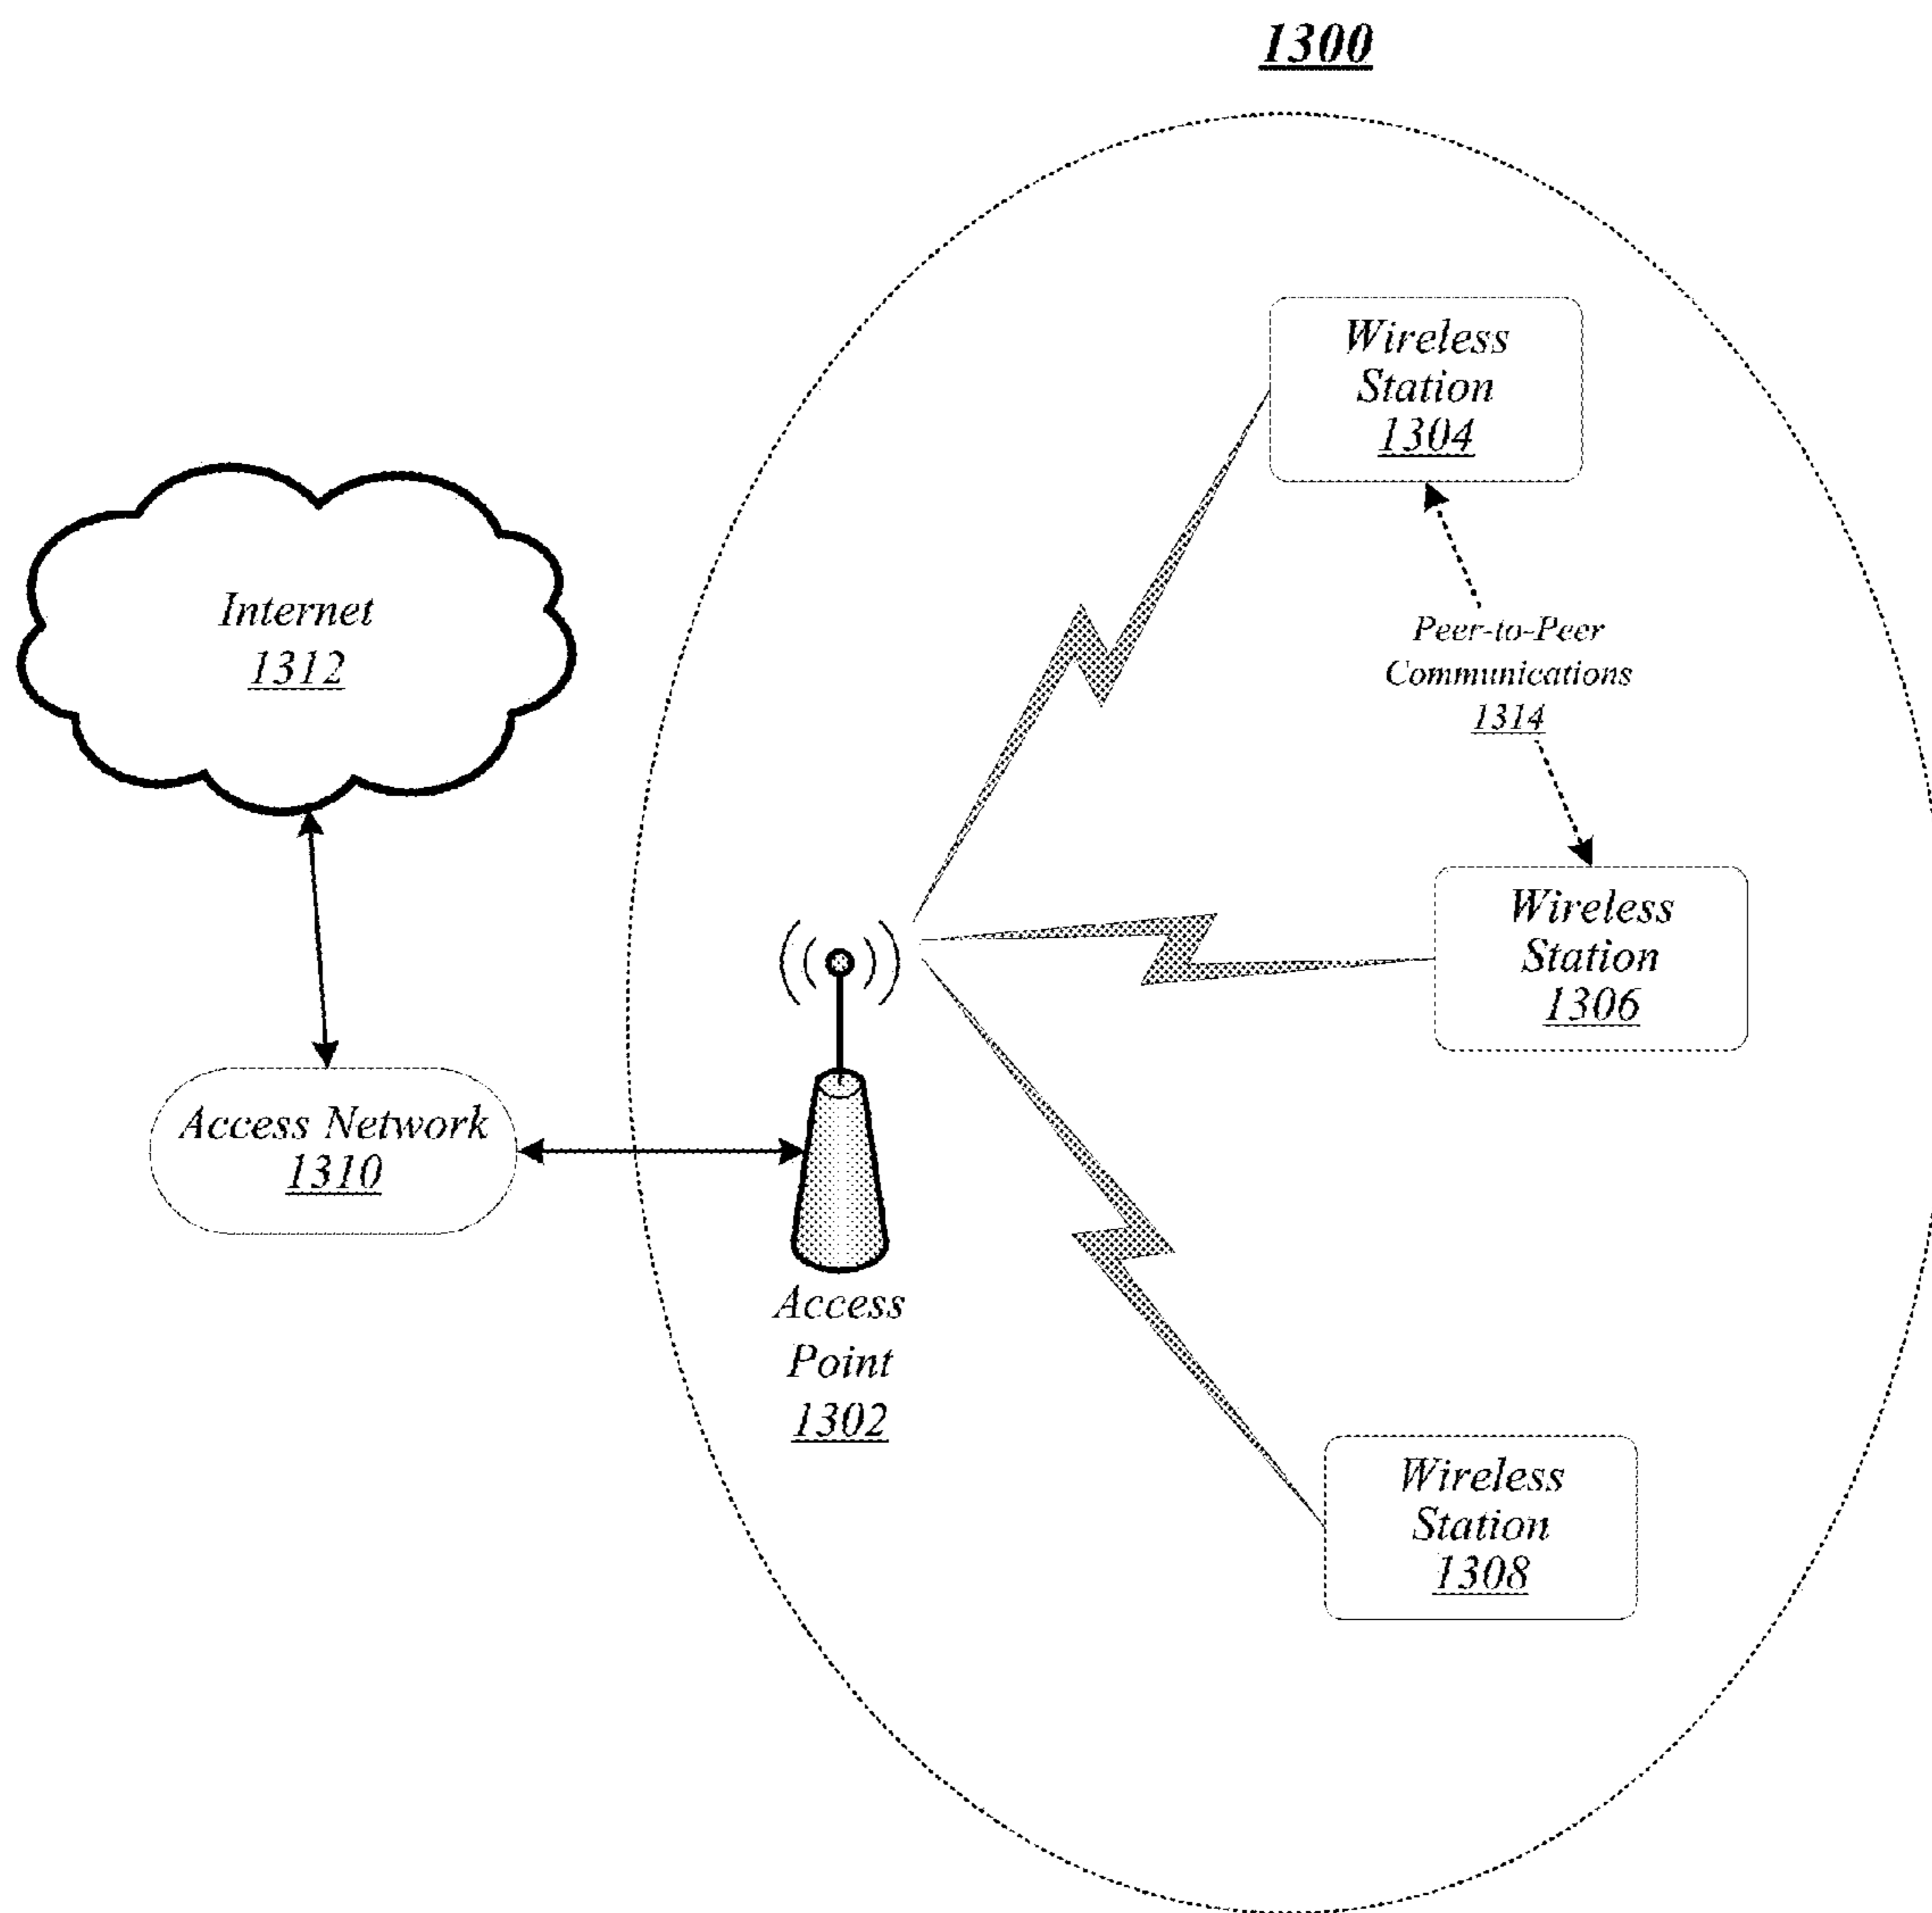 1300
Wireless
Station
1304
Internet
1312
Peer-to-Peer
Communications
1314
Wireless
Station
1306
Access Network
1310
Access
Point
1302
Wireless
Station
1308